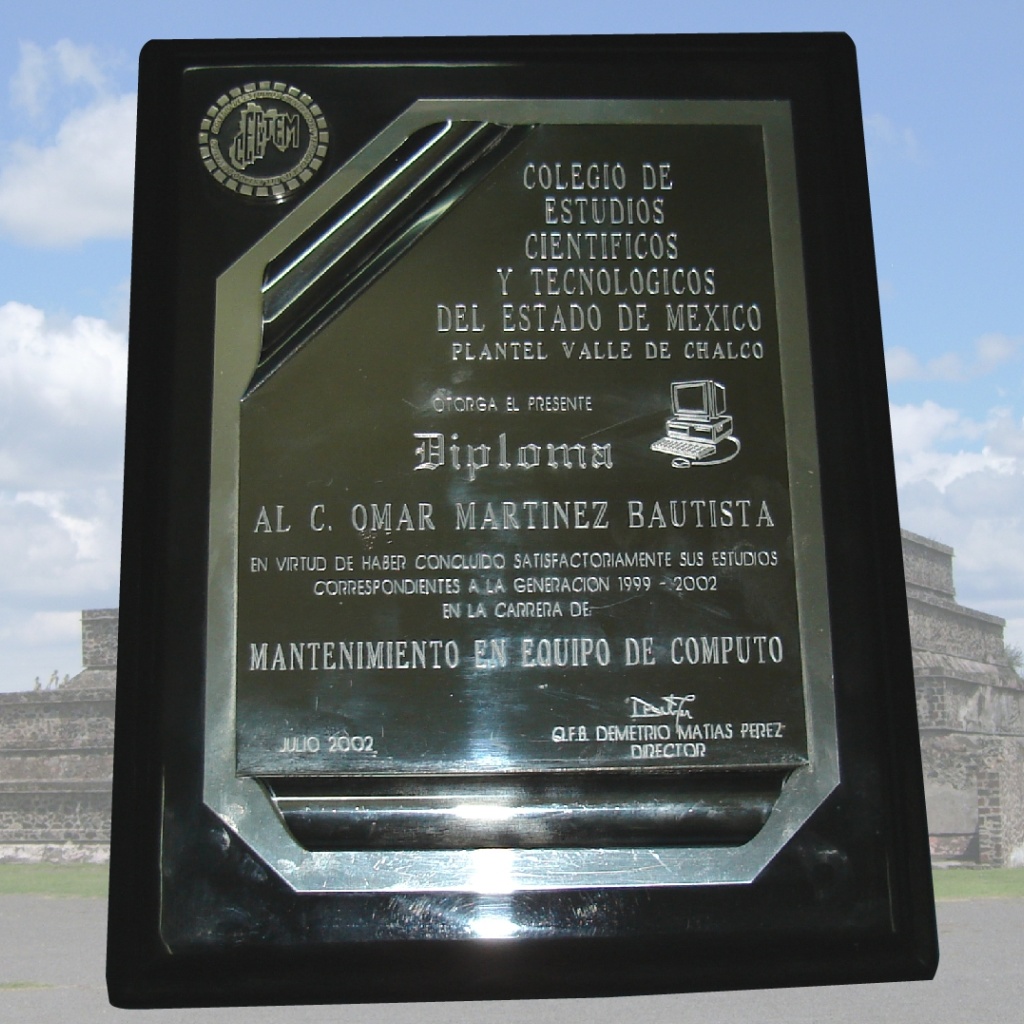 CECYTEM
COLEGIO DE
ESTUDIOS
CIENTIFICOS
Y TECNOLOGICOS
DEL ESTADO DE MEXICO
PLANTEL VALLE DE CHALCO
OTORGA EL PRESENTE
Diploma
AL C. OMAR MARTINEZ BAUTISTA
EN VIRTUD DE HABER CONCLUIDO SATISFACTORIAMENTE SUS ESTUDIOS
CORRESPONDIENTES A LA GENERACION 1999 - 2002
EN LA CARRERA DE:
MANTENIMIENTO EN EQUIPO DE COMPUTO
JULIO 2002
Q.F.B. DEMETRIO MATIAS PEREZ
DIRECTOR